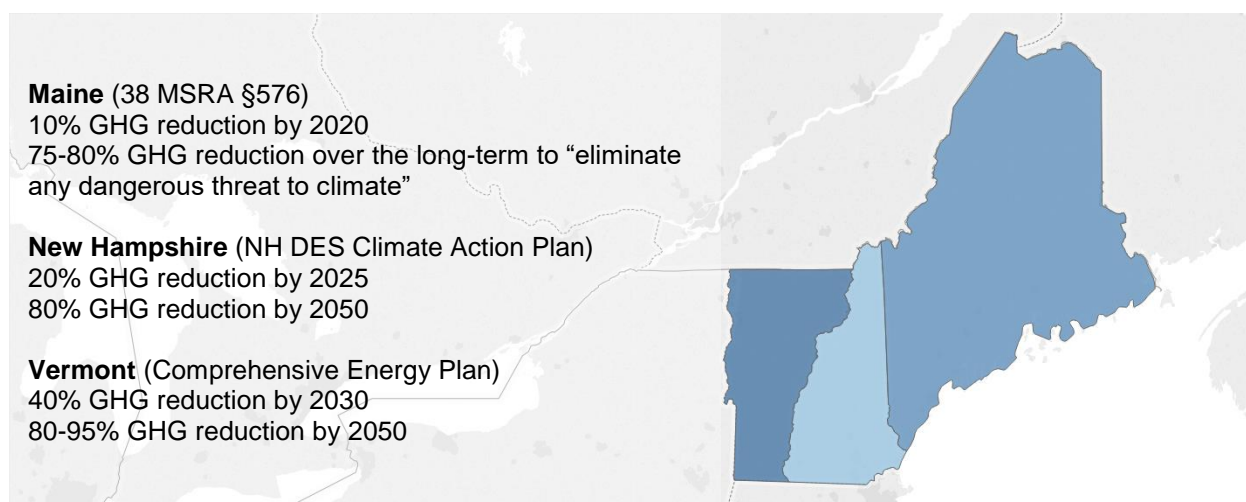 Maine (38 MSRA §576)
10% GHG reduction by 2020
75-80% GHG reduction over the long-term to “eliminate
any dangerous threat to climate”
New Hampshire (NH DES Climate Action Plan)
20% GHG reduction by 2025
80% GHG reduction by 2050
Vermont (Comprehensive Energy Plan)
40% GHG reduction by 2030
80-95% GHG reduction by 2050